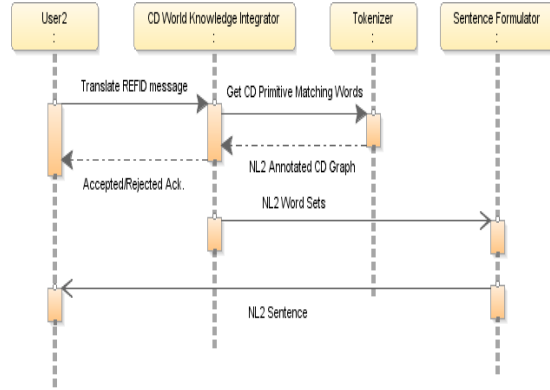 User2
:
CD World Knowledge Integrator
:
Tokenizer
:
Sentence Formulator
:
Translate REFID message
Get CD Primitive Matching Words
NL2 Annotated CD Graph
Accepted/Rejected Ack.
NL2 Word Sets
NL2 Sentence